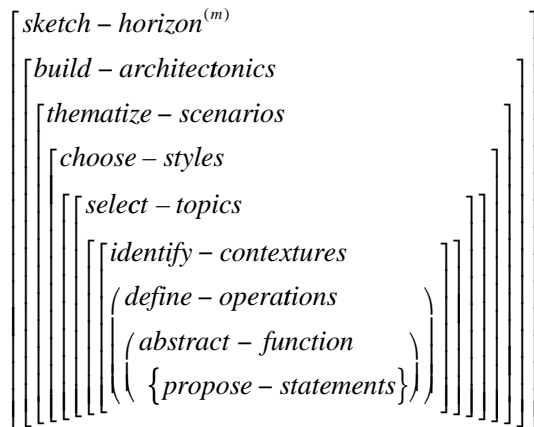 sketch – horizon^(m)
build – architectonics
thematize – scenarios
choose – styles
select – topics
identify – contextures
define – operations
abstract – function
{propose – statements}